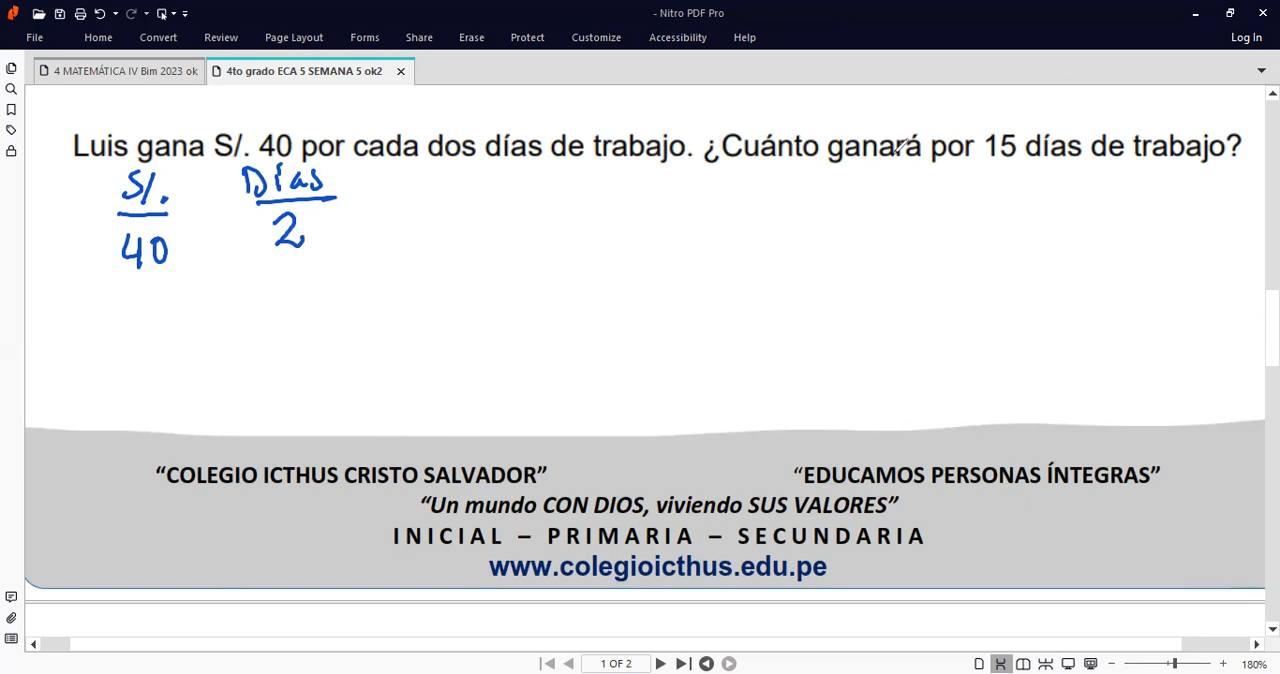 - Nitro PDF Pro
File Home Convert Review Page Layout Forms Share Erase Protect Customize Accessibility Help Log In
4 MATEMÁTICA IV Bim 2023 ok 4to grado ECA 5 SEMANA 5 ok2
Luis gana S/. 40 por cada dos días de trabajo. ¿Cuánto ganará por 15 días de trabajo?
S/. Días
40 2
“COLEGIO ICTHUS CRISTO SALVADOR” “EDUCAMOS PERSONAS ÍNTEGRAS”
“Un mundo CON DIOS, viviendo SUS VALORES”
INICIAL – PRIMARIA – SECUNDARIA
www.colegioicthus.edu.pe
1 OF 2 180%